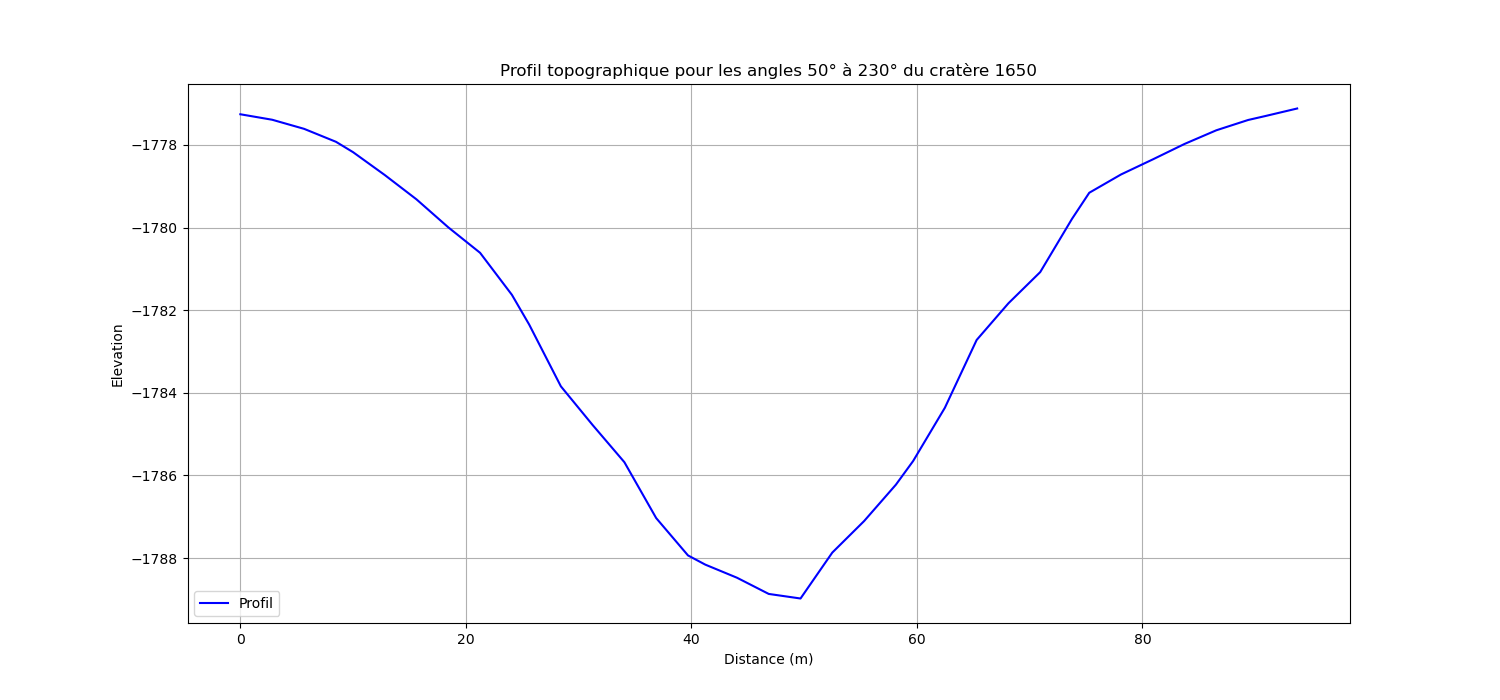 Profil topographique pour les angles 50° à 230° du cratère 1650
−1778
−1780
−1782
−1784
−1786
−1788
Elevation
Profil
0 20 40 60 80
Distance (m)